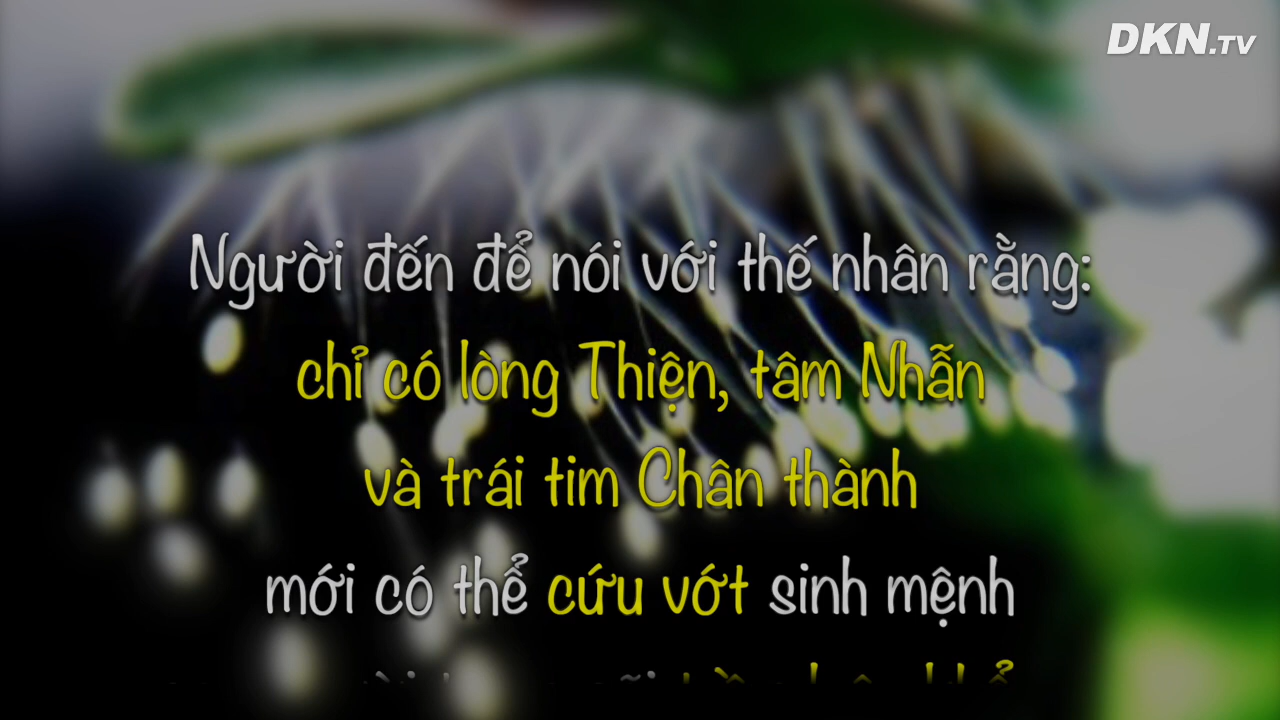 DKN.TV
Người đến để nói với thế nhân rằng:
chỉ có lòng Thiện, tâm Nhẫn
và trái tim Chân thành
mới có thể cứu vớt sinh mệnh